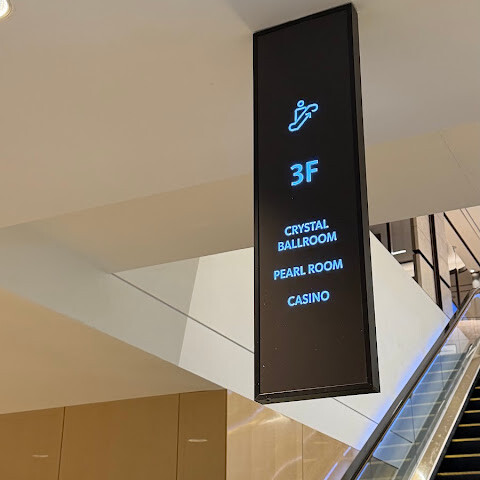 3F
CRYSTAL
BALLROOM
PEARL ROOM
CASINO